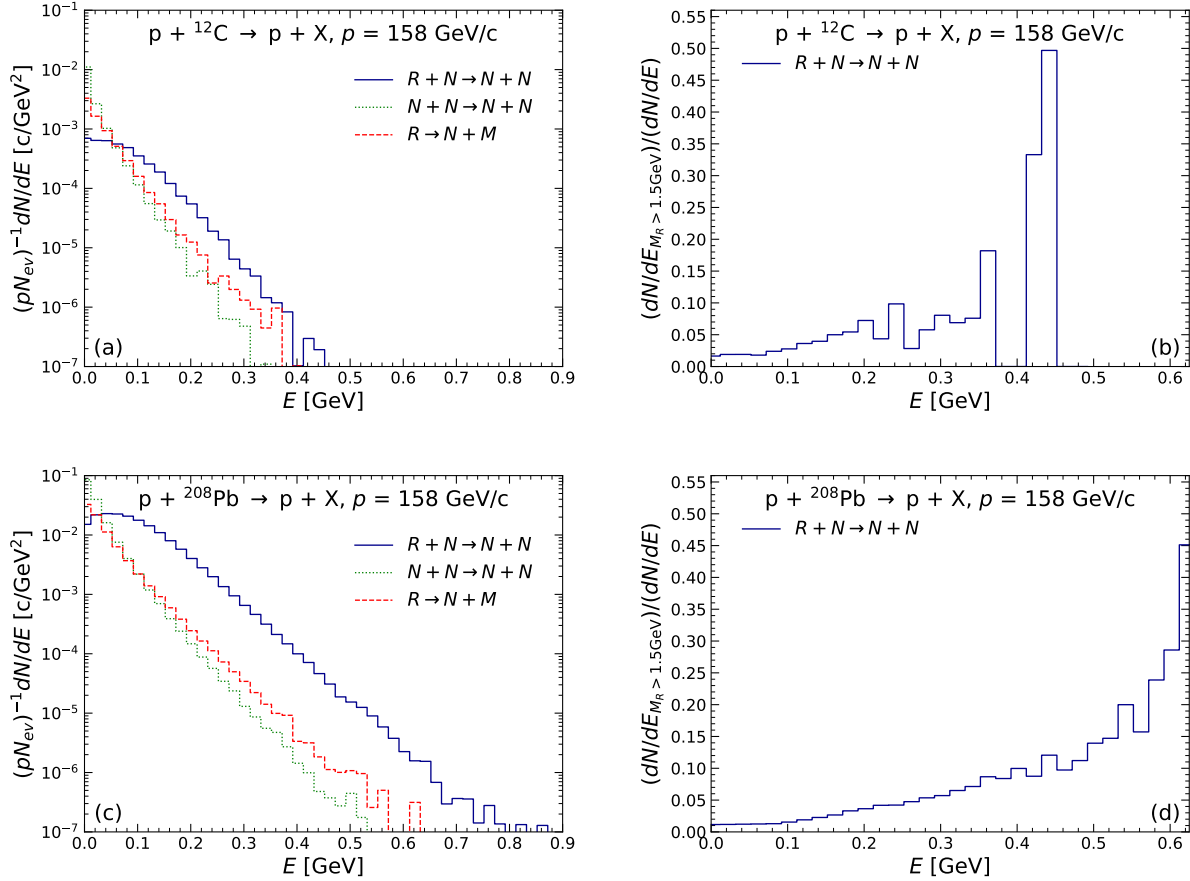 p + ¹²C → p + X, p = 158 GeV/c
R + N → N + N
N + N → N + N
R → N + M
(pN_ev)⁻¹dN/dE [c/GeV²]
10⁻¹
10⁻²
10⁻³
10⁻⁴
10⁻⁵
10⁻⁶
10⁻⁷
(a)
0.0 0.1 0.2 0.3 0.4 0.5 0.6 0.7 0.8 0.9
E [GeV]
p + ¹²C → p + X, p = 158 GeV/c
R + N → N + N
(dN/dE_{M_R > 1.5GeV})/(dN/dE)
0.55
0.50
0.45
0.40
0.35
0.30
0.25
0.20
0.15
0.10
0.05
0.00
(b)
0.0 0.1 0.2 0.3 0.4 0.5 0.6
E [GeV]
p + ²⁰⁸Pb → p + X, p = 158 GeV/c
R + N → N + N
N + N → N + N
R → N + M
(pN_ev)⁻¹dN/dE [c/GeV²]
10⁻¹
10⁻²
10⁻³
10⁻⁴
10⁻⁵
10⁻⁶
10⁻⁷
(c)
0.0 0.1 0.2 0.3 0.4 0.5 0.6 0.7 0.8 0.9
E [GeV]
p + ²⁰⁸Pb → p + X, p = 158 GeV/c
R + N → N + N
(dN/dE_{M_R > 1.5GeV})/(dN/dE)
0.55
0.50
0.45
0.40
0.35
0.30
0.25
0.20
0.15
0.10
0.05
0.00
(d)
0.0 0.1 0.2 0.3 0.4 0.5 0.6
E [GeV]